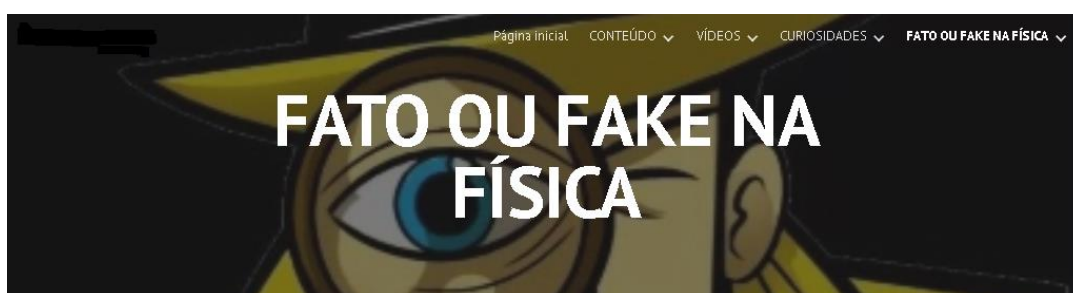 Página inicial CONTEÚDO VÍDEOS CURIOSIDADES FATO OU FAKE NA FÍSICA
FATO OU FAKE NA
FÍSICA